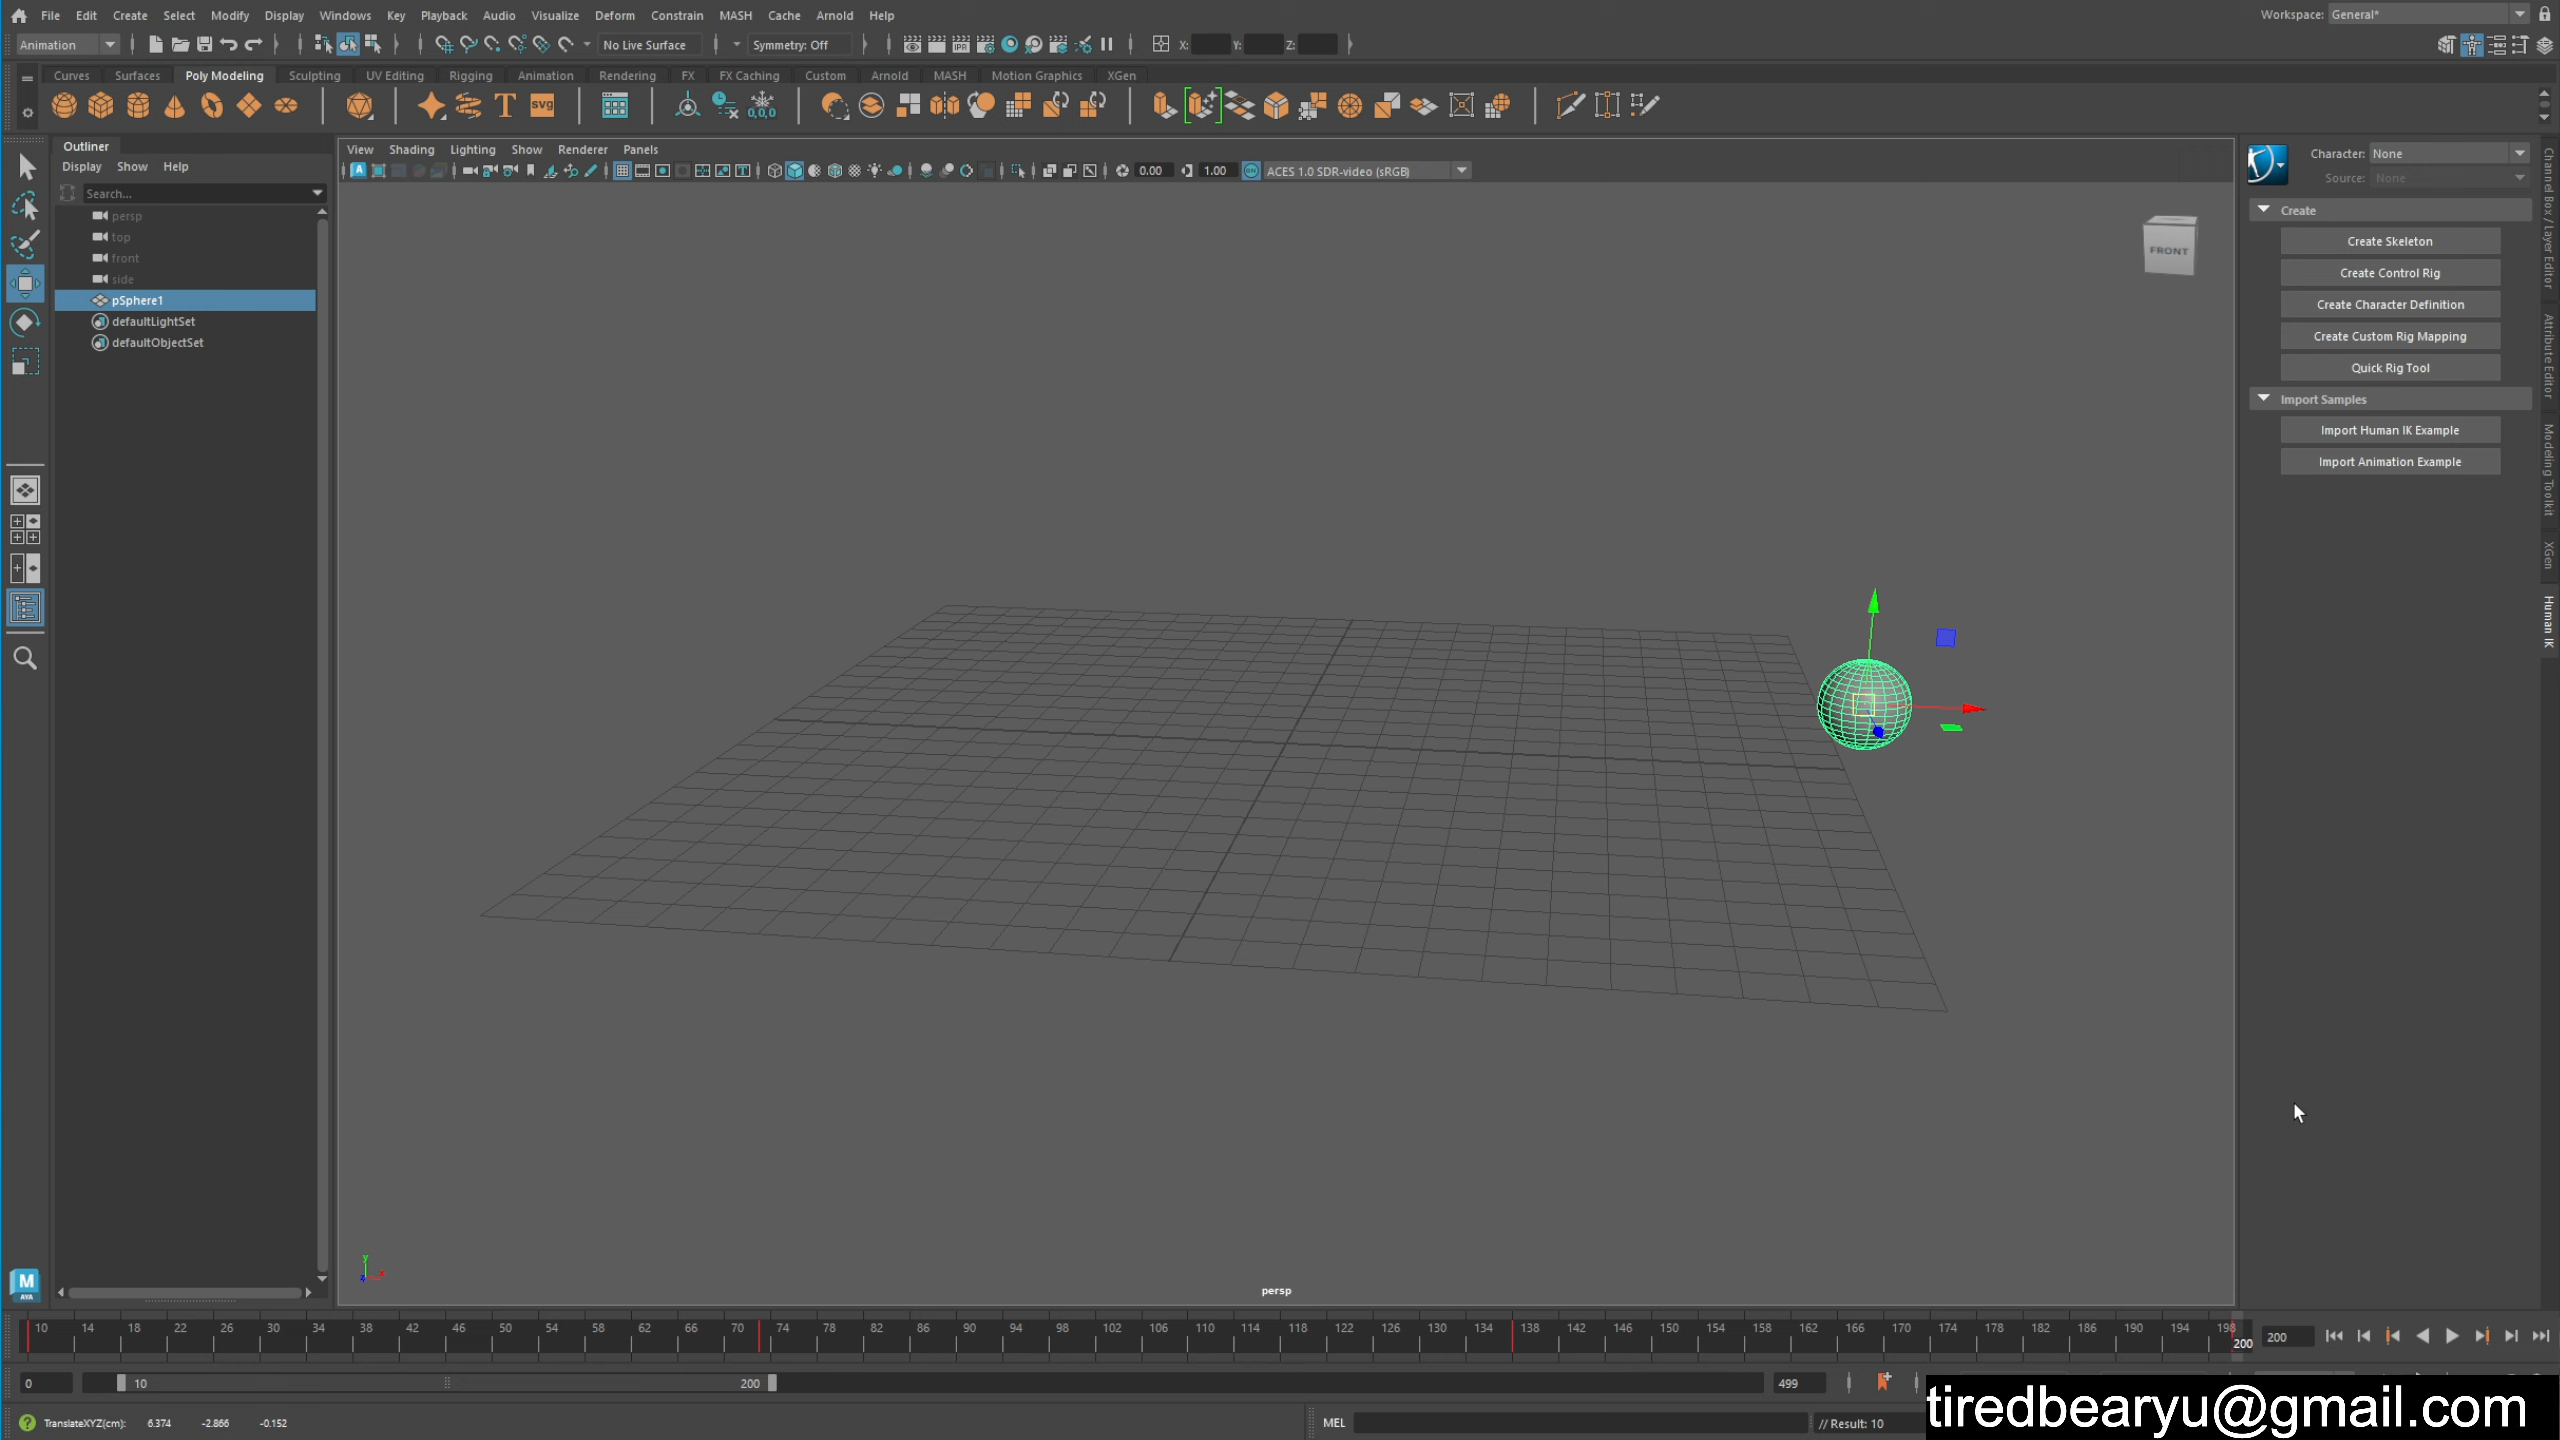 File Edit Create Select Modify Display Windows Key Playback Audio Visualize Deform Constrain MASH Cache Arnold Help
Workspace: General*
Animation
No Live Surface
Symmetry: Off
X: Y: Z:
Curves Surfaces Poly Modeling Sculpting UV Editing Rigging Animation Rendering FX FX Caching Custom Arnold MASH Motion Graphics XGen
T svg
0,0,0
Outliner
Display Show Help
Search...
persp
top
front
side
pSphere1
defaultLightSet
defaultObjectSet
View Shading Lighting Show Renderer Panels
0.00 1.00 ACES 1.0 SDR-video (sRGB)
FRONT
persp
y
z x
Character: None
Source: None
Create
Create Skeleton
Create Control Rig
Create Character Definition
Create Custom Rig Mapping
Quick Rig Tool
Import Samples
Import Human IK Example
Import Animation Example
Channel Box / Layer Editor
Attribute Editor
Modeling Toolkit
XGen
Human IK
M
AYA
10 14 18 22 26 30 34 38 42 46 50 54 58 62 66 70 74 78 82 86 90 94 98 102 106 110 114 118 122 126 130 134 138 142 146 150 154 158 162 166 170 174 178 182 186 190 194 198
200
200
0 10 200 499
TranslateXYZ(cm): 6.374 -2.866 -0.152
MEL
// Result: 10
tiredbearyu@gmail.com